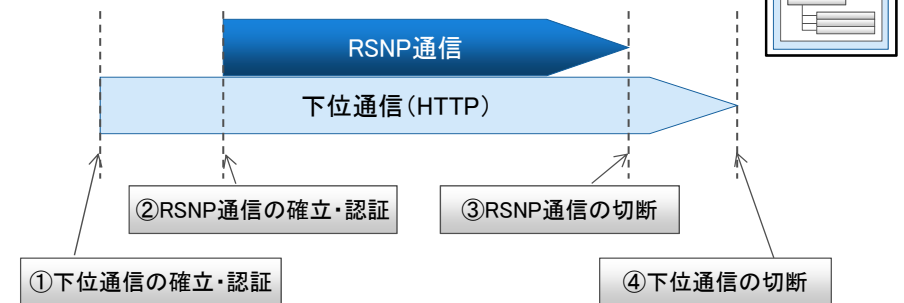 RSNP通信
下位通信(HTTP)
②RSNP通信の確立・認証
③RSNP通信の切断
①下位通信の確立・認証
④下位通信の切断